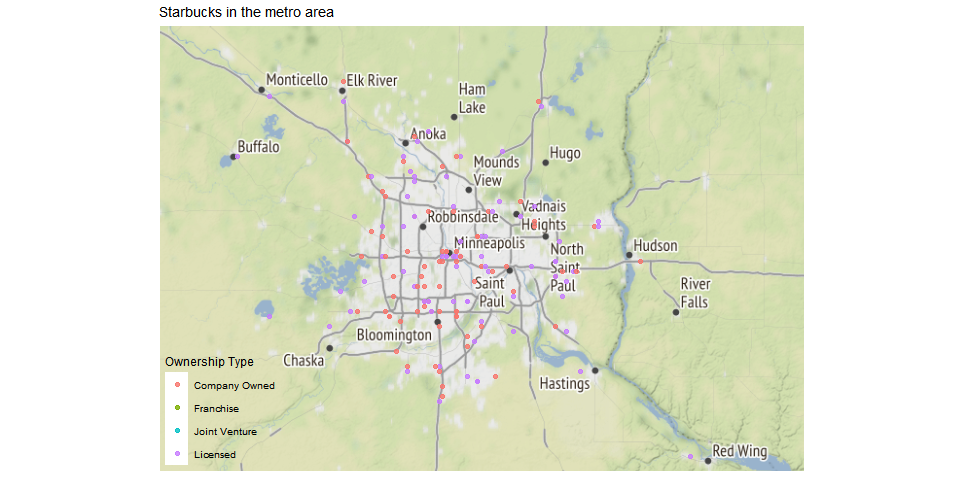 Starbucks in the metro area
Monticello
Elk River
Ham
Lake
Anoka
Buffalo
Mounds
View
Hugo
Robbinsdale
Vadnais
Heights
Minneapolis
North
Saint
Paul
Hudson
Saint
Paul
River
Falls
Bloomington
Chaska
Hastings
Red Wing
Ownership Type
Company Owned
Franchise
Joint Venture
Licensed